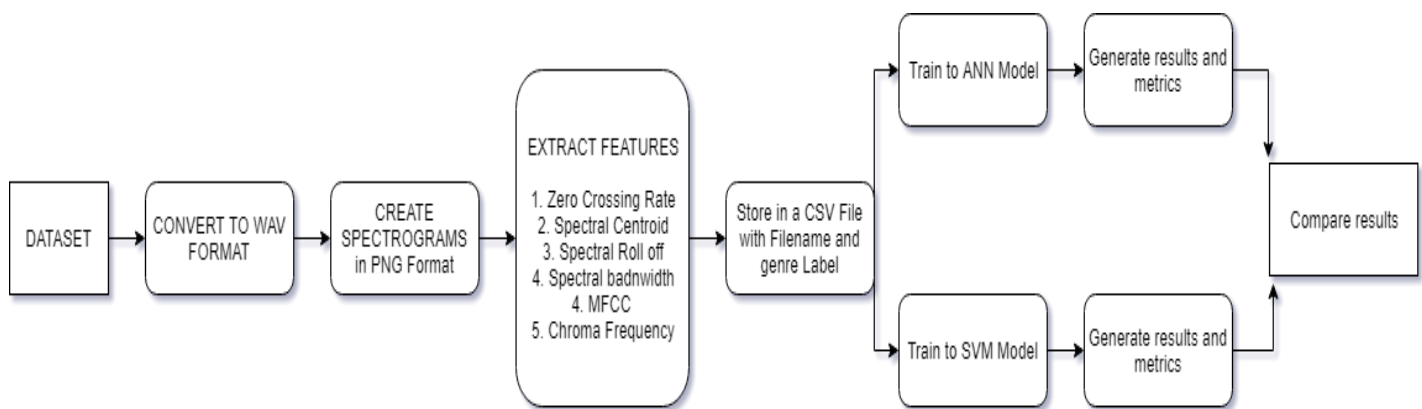 DATASET
CONVERT TO WAV
FORMAT
CREATE
SPECTROGRAMS
in PNG Format
EXTRACT FEATURES
1. Zero Crossing Rate
2. Spectral Centroid
3. Spectral Roll off
4. Spectral badnwidth
4. MFCC
5. Chroma Frequency
Store in a CSV File
with Filename and
genre Label
Train to ANN Model
Generate results and
metrics
Train to SVM Model
Generate results and
metrics
Compare results